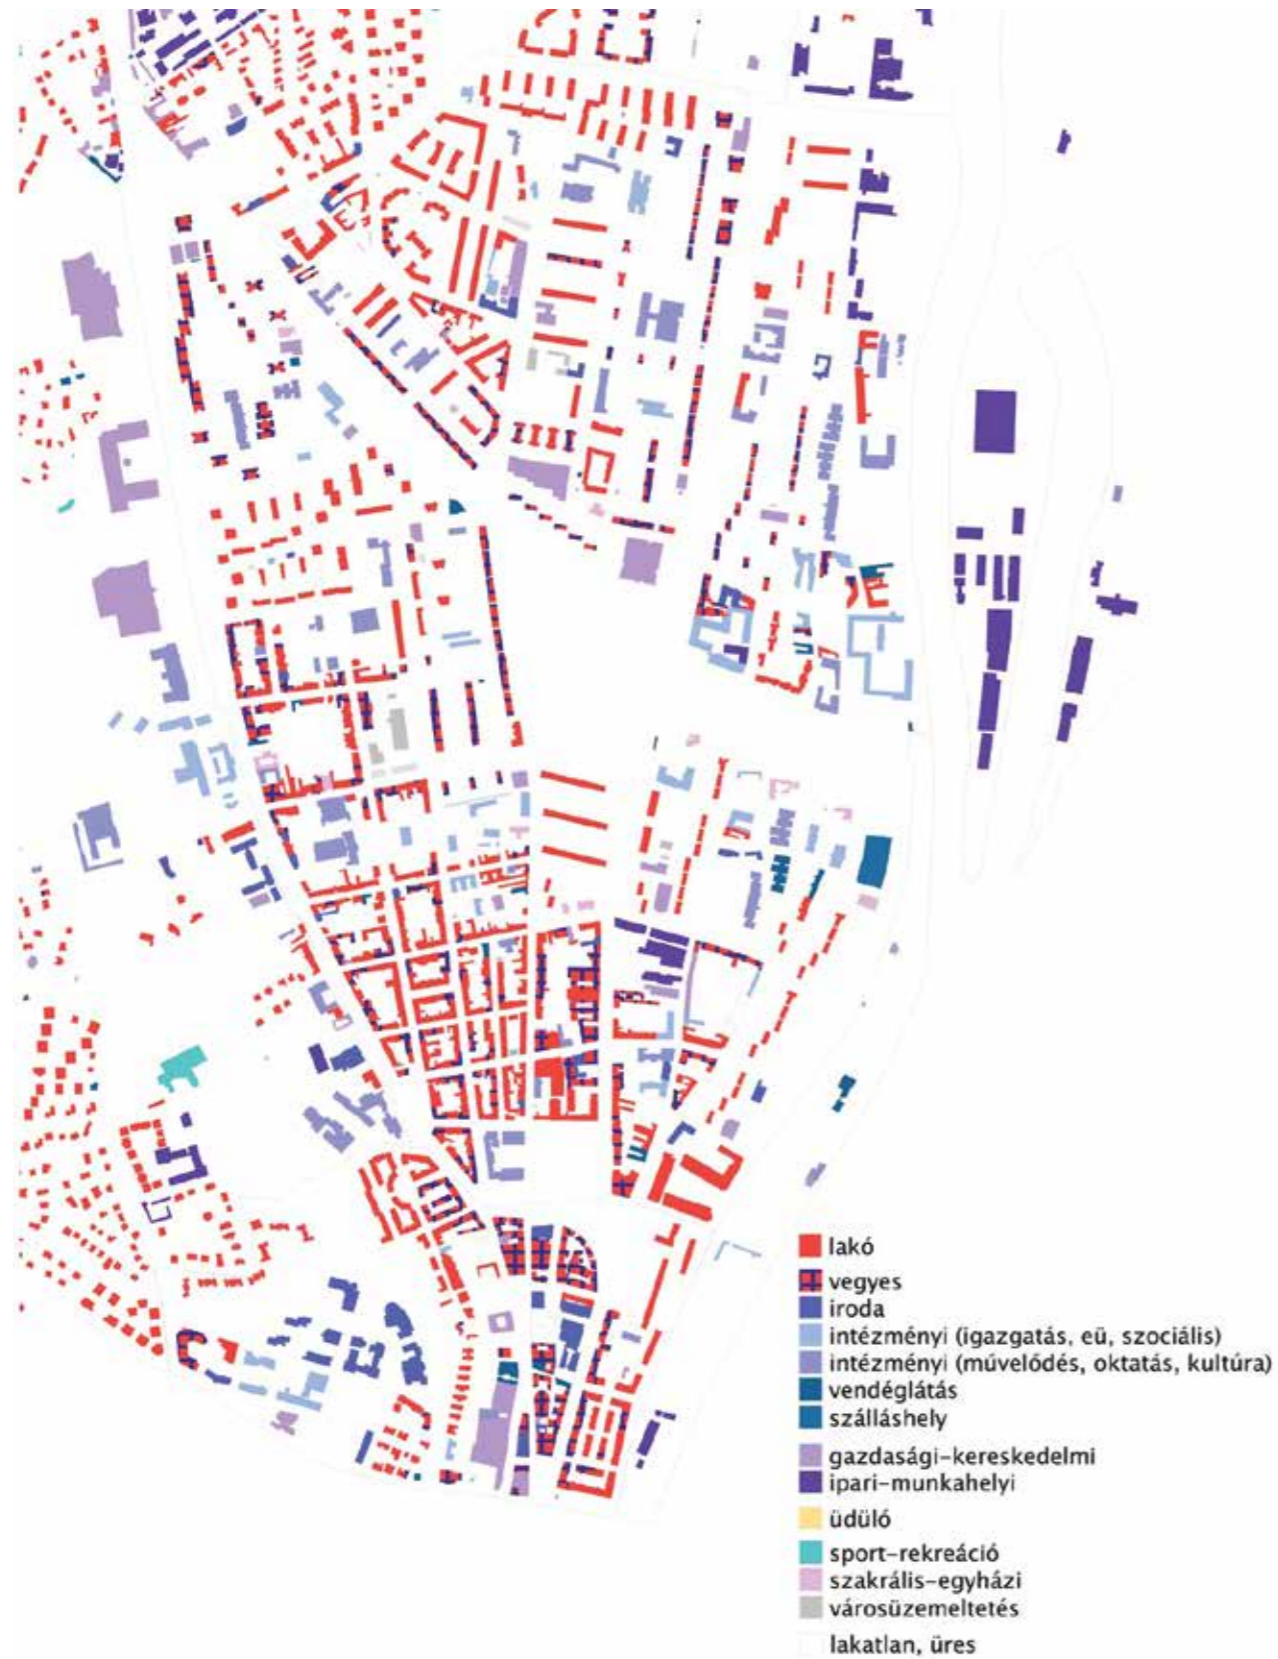 lakó
vegyes
iroda
intézményi (igazgatás, eü, szociális)
intézményi (művelődés, oktatás, kultúra)
vendéglátás
szálláshely
gazdasági-kereskedelmi
ipari-munkahelyi
üdülő
sport-rekreáció
szakrális-egyházi
városüzemeltetés
lakatlan, üres